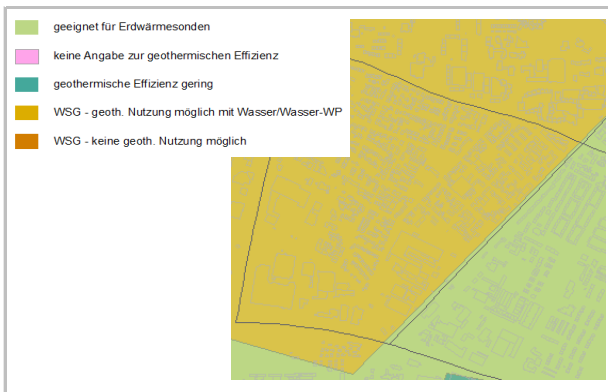 geeignet für Erdwärmesonden
keine Angabe zur geothermischen Effizienz
geothermische Effizienz gering
WSG - geoth. Nutzung möglich mit Wasser/Wasser-WP
WSG - keine geoth. Nutzung möglich